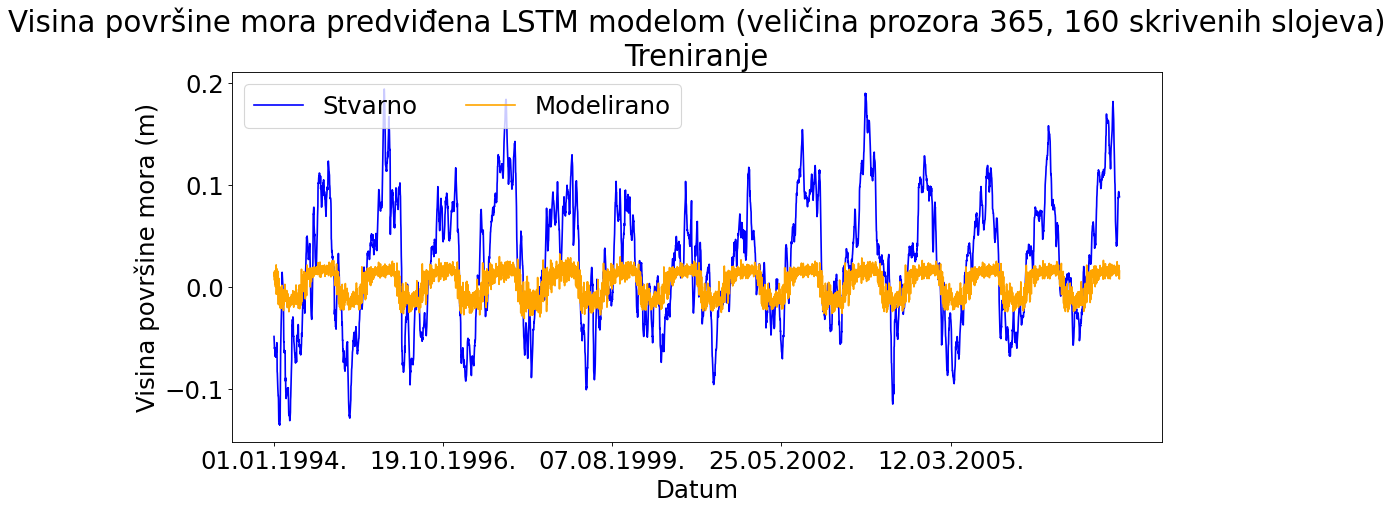 Visina površine mora predviđena LSTM modelom (veličina prozora 365, 160 skrivenih slojeva)
Treniranje
Stvarno Modelirano
Visina površine mora (m)
0.2
0.1
0.0
−0.1
01.01.1994. 19.10.1996. 07.08.1999. 25.05.2002. 12.03.2005.
Datum